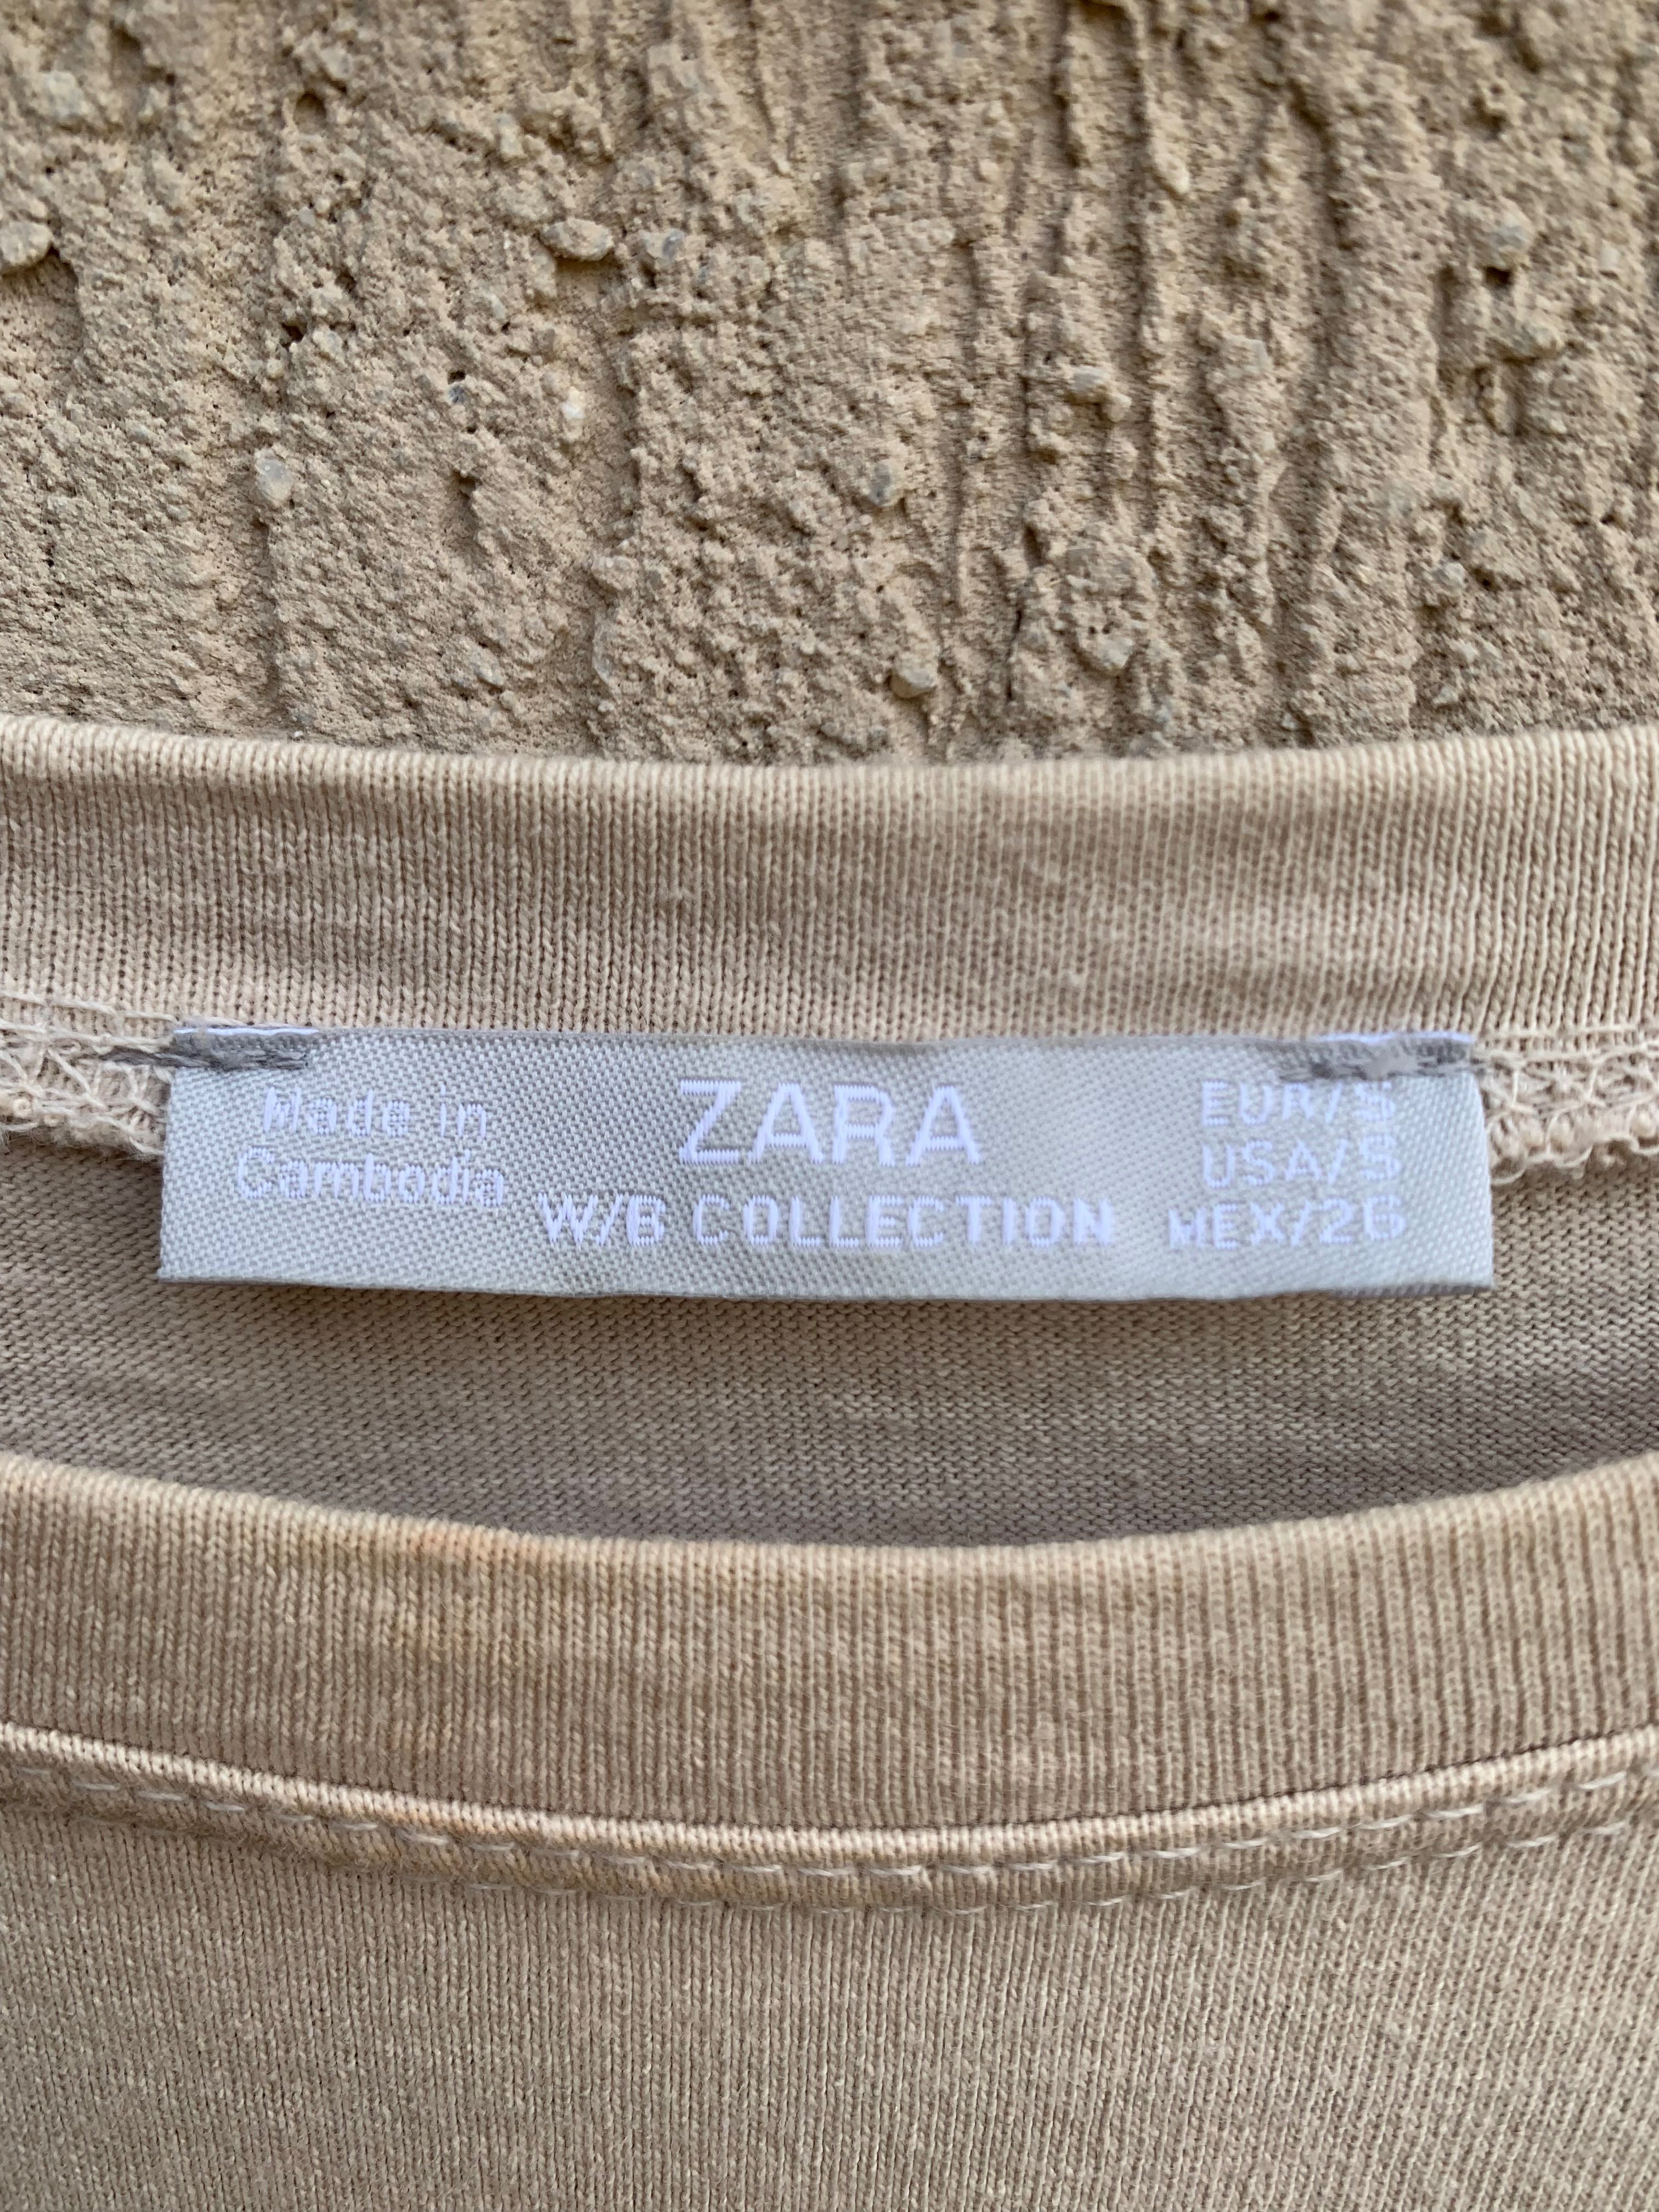 Made in
Cambodia
ZARA
W/B COLLECTION
EUR/S
USA/S
MEX/26